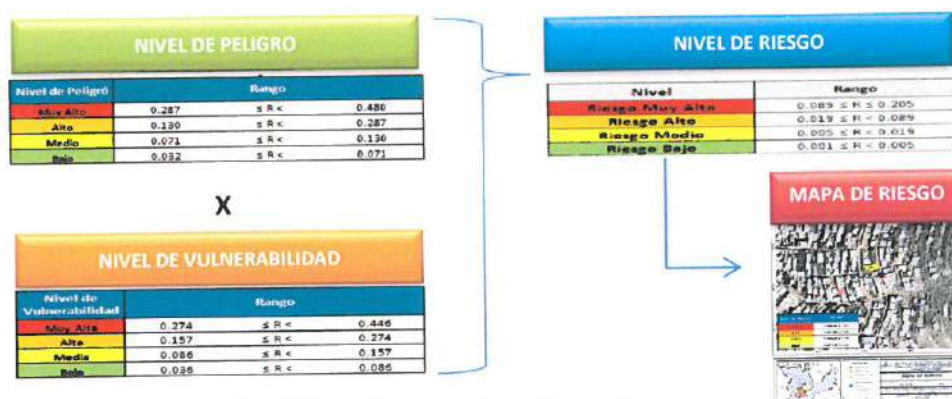 NIVEL DE PELIGRO
Nivel de Peligró Rango
Muy Alto 0.287 ≤ R < 0.480
Alto 0.130 ≤ R < 0.287
Medio 0.071 ≤ R < 0.130
Bajo 0.032 ≤ R < 0.071
X
NIVEL DE VULNERABILIDAD
Nivel de
Vulnerabilidad Rango
Muy Alta 0.274 ≤ R < 0.446
Alta 0.157 ≤ R < 0.274
Media 0.086 ≤ R < 0.157
Baja 0.036 ≤ R < 0.086
NIVEL DE RIESGO
Nivel Rango
Riesgo Muy Alto 0.089 ≤ R ≤ 0.205
Riesgo Alto 0.019 ≤ R < 0.089
Riesgo Medio 0.005 ≤ R < 0.019
Riesgo Bajo 0.001 ≤ R < 0.005
MAPA DE RIESGO